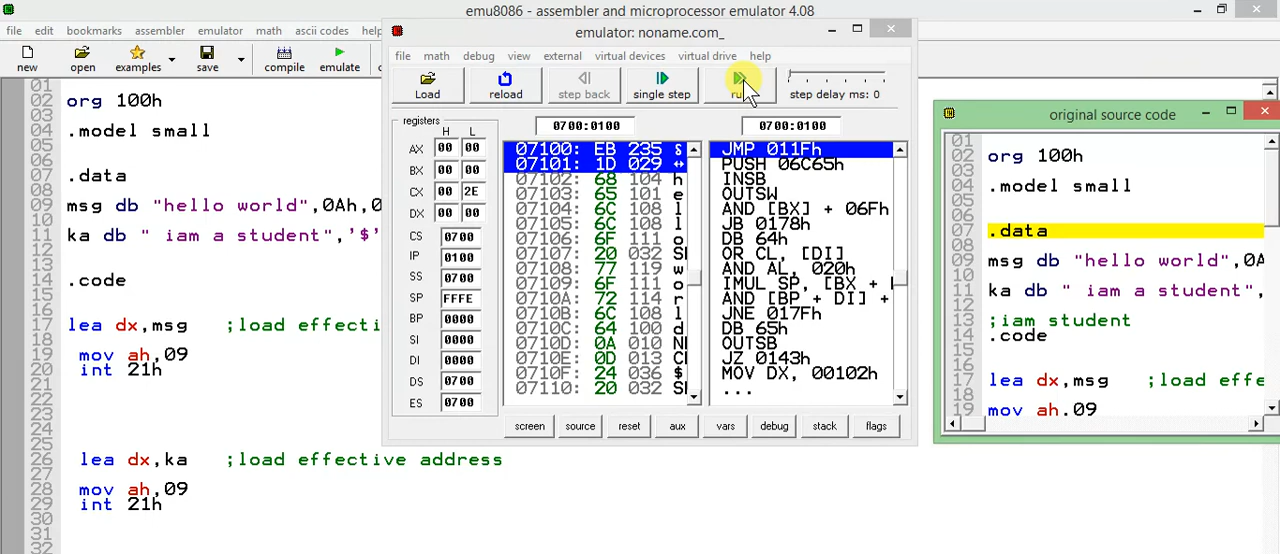 emu8086 - assembler and microprocessor emulator 4.08
file edit bookmarks assembler emulator math ascii codes help
new open examples save compile emulate
01
02 org 100h
03
04 .model small
05
06
07 .data
08
09 msg db "hello world",0Ah,0
10
11 ka db " iam a student",'$'
12
13
14 .code
15
16
17 lea dx,msg ;load effecti
18
19 mov ah,09
20 int 21h
21
22
23
24
25
26 lea dx,ka ;load effective address
27
28 mov ah,09
29 int 21h
30
31
32
emulator: noname.com_
file math debug view external virtual devices virtual drive help
Load reload step back single step step delay ms: 0
registers
H L
AX 00 00
BX 00 00
CX 00 2E
DX 00 00
CS 0700
IP 0100
SS 0700
SP FFFE
BP 0000
SI 0000
DI 0000
DS 0700
ES 0700
0700:0100
07100: EB 235 δ
07101: 1D 029 ↔
07102: 68 104 h
07103: 65 101 e
07104: 6C 108 l
07105: 6C 108 l
07106: 6F 111 o
07107: 20 032
07108: 77 119 w
07109: 6F 111 o
0710A: 72 114 r
0710B: 6C 108 l
0710C: 64 100 d
0710D: 0A 010
0710E: 0D 013
0710F: 24 036 $
07110: 20 032
0700:0100
JMP 011Fh
PUSH 06C65h
INSB
OUTSW
AND [BX] + 06Fh
JB 0178h
DB 64h
OR CL, [DI]
AND AL, 020h
IMUL SP, [BX +
AND [BP + DI] +
JNE 017Fh
DB 65h
OUTSB
JZ 0143h
MOV DX, 00102h
...
screen source reset aux vars debug stack flags
original source code
01
02 org 100h
03
04 .model small
05
06
07 .data
08
09 msg db "hello world",0A
10
11 ka db " iam a student",
12
13 ;iam student
14 .code
15
16
17 lea dx,msg ;load effe
18
19 mov ah,09